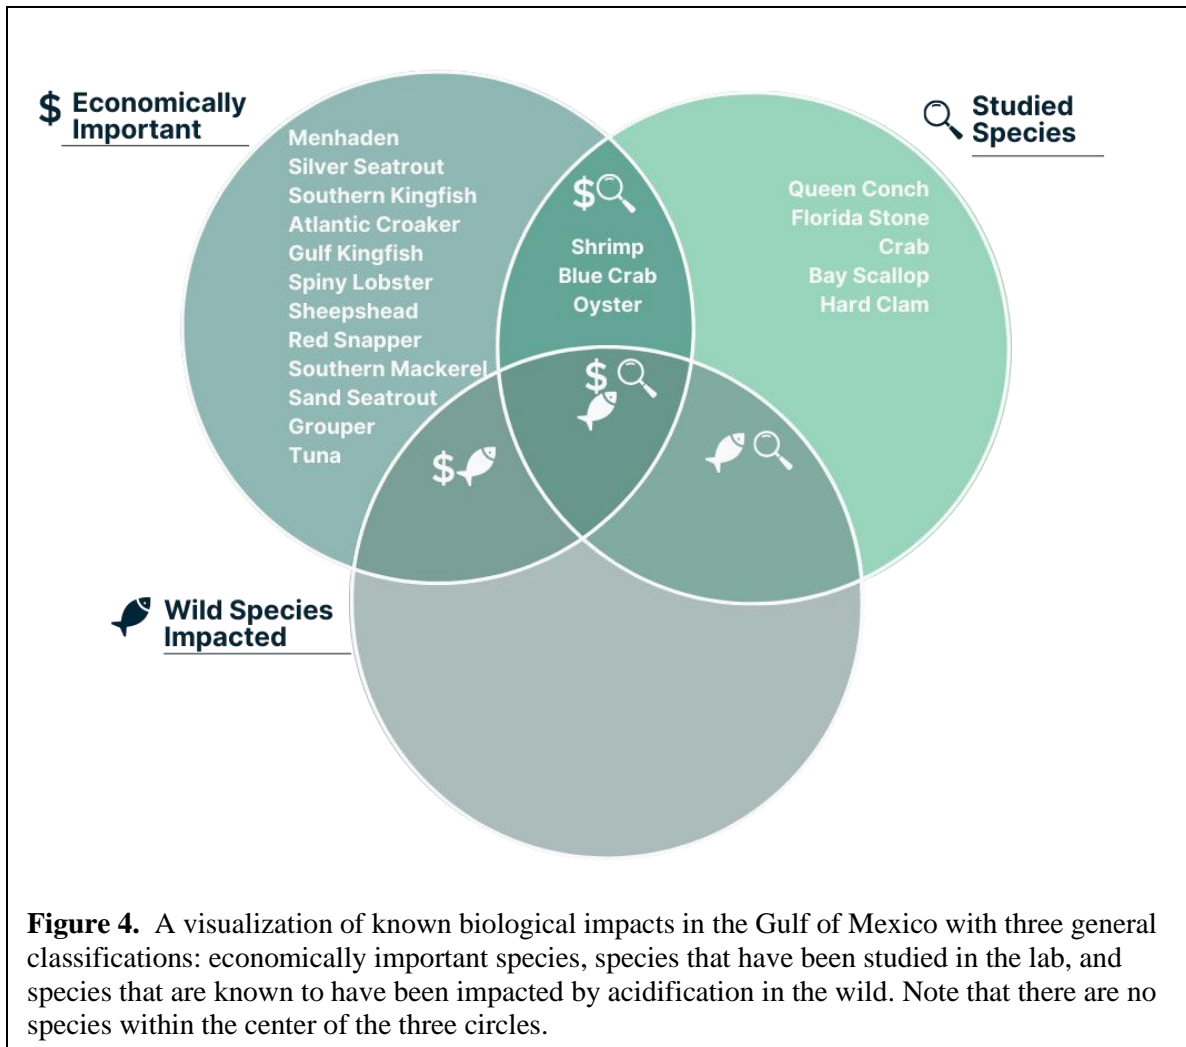 $ Economically
Important
Menhaden
Silver Seatrout
Southern Kingfish
Atlantic Croaker
Gulf Kingfish
Spiny Lobster
Sheepshead
Red Snapper
Southern Mackerel
Sand Seatrout
Grouper
Tuna
$
Shrimp
Blue Crab
Oyster
Studied
Species
Queen Conch
Florida Stone
Crab
Bay Scallop
Hard Clam
$
$
Wild Species
Impacted
Figure 4. A visualization of known biological impacts in the Gulf of Mexico with three general
classifications: economically important species, species that have been studied in the lab, and
species that are known to have been impacted by acidification in the wild. Note that there are no
species within the center of the three circles.